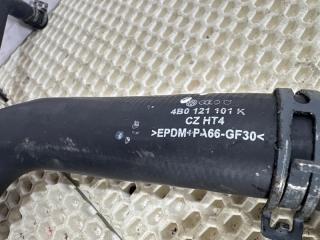 4B0 121 101 K
CZ HT4
>EPDM+PA66-GF30<